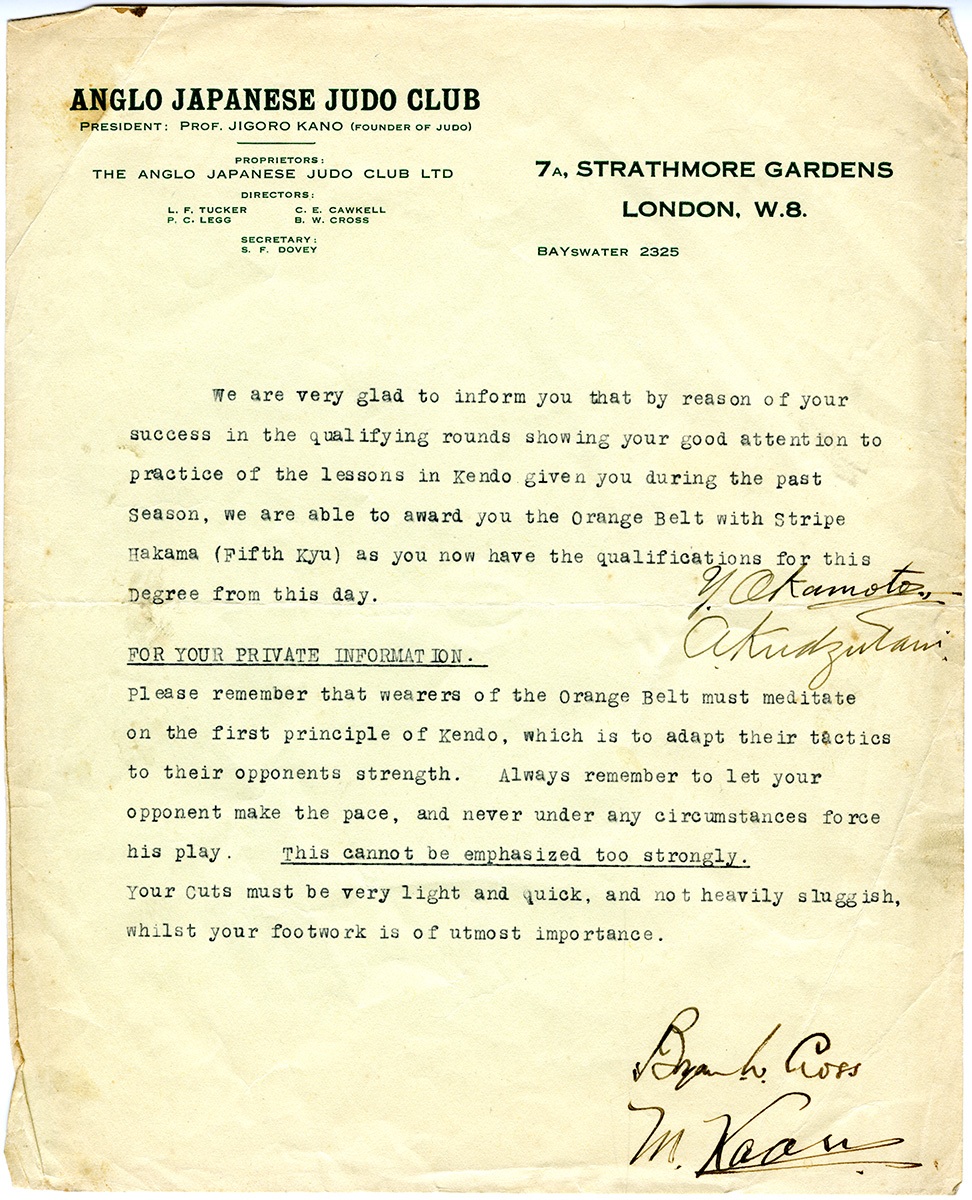 ANGLO JAPANESE JUDO CLUB
PRESIDENT: PROF. JIGORO KANO (FOUNDER OF JUDO)
PROPRIETORS:
THE ANGLO JAPANESE JUDO CLUB LTD
DIRECTORS:
L. F. TUCKER C. E. CAWKELL
P. C. LEGG B. W. CROSS
SECRETARY:
S. F. DOVEY
7A, STRATHMORE GARDENS
LONDON, W.8.
BAYSWATER 2325
We are very glad to inform you that by reason of your
success in the qualifying rounds showing your good attention to
practice of the lessons in Kendo given you during the past
Season, we are able to award you the Orange Belt with Stripe
Hakama (Fifth Kyu) as you now have the qualifications for this
Degree from this day.
Y. Okamoto
A. Kudzutani
FOR YOUR PRIVATE INFORMATION.
Please remember that wearers of the Orange Belt must meditate
on the first principle of Kendo, which is to adapt their tactics
to their opponents strength. Always remember to let your
opponent make the pace, and never under any circumstances force
his play. This cannot be emphasized too strongly.
Your Cuts must be very light and quick, and not heavily sluggish,
whilst your footwork is of utmost importance.
Bryan W. Cross
M.